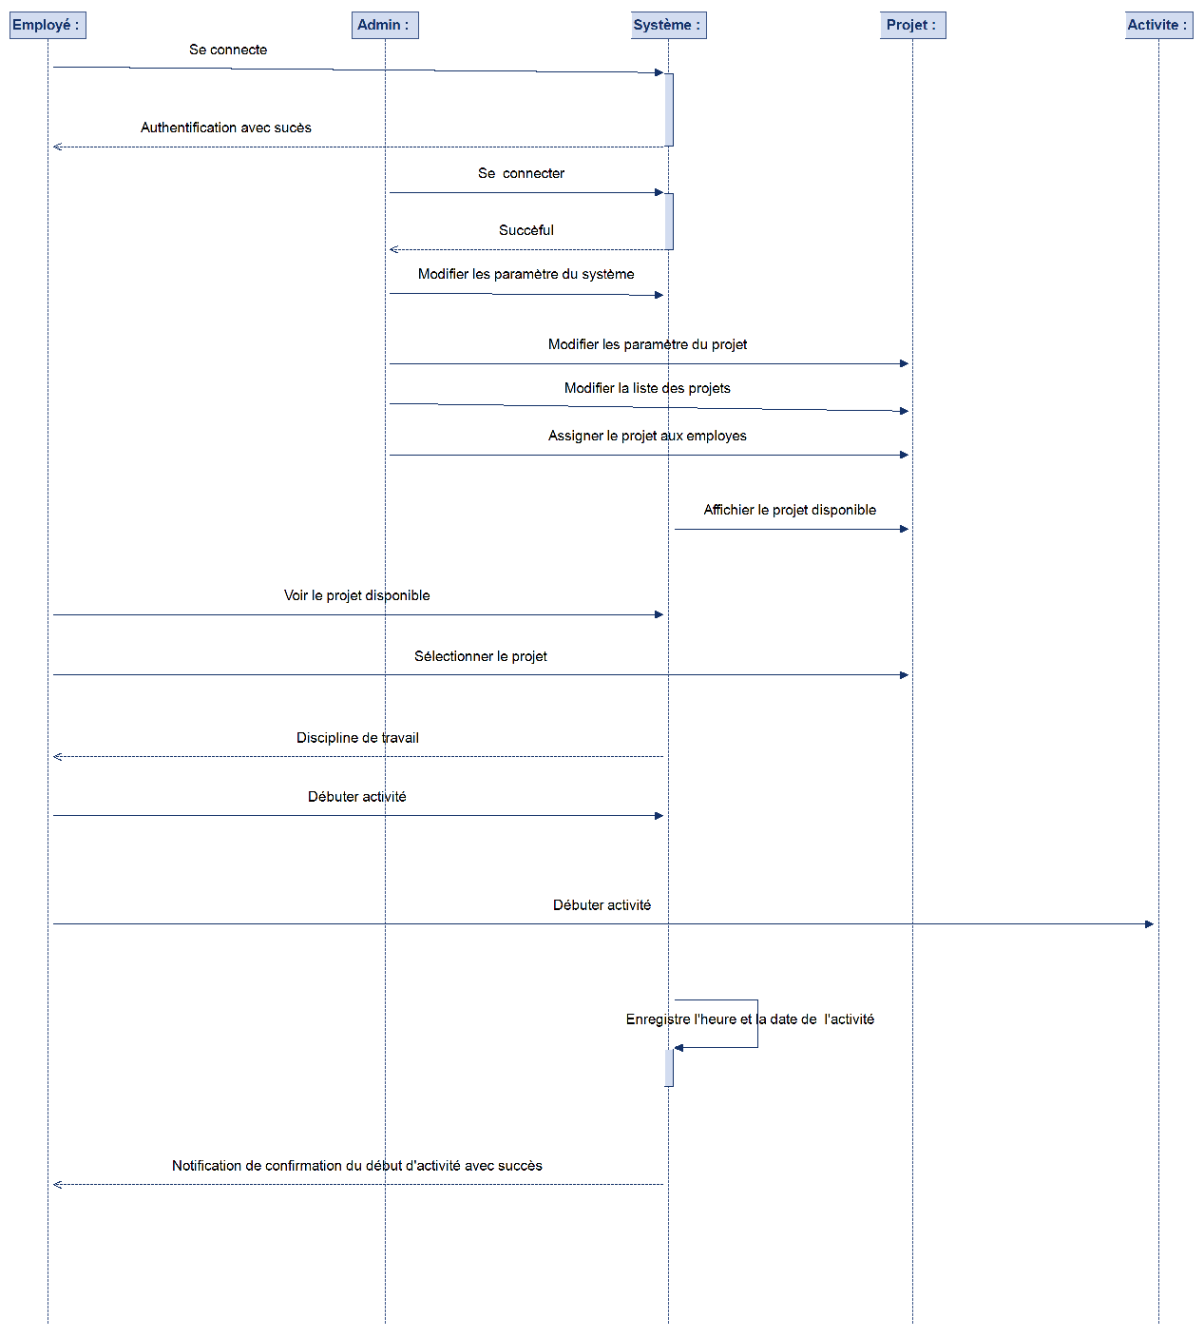 Employé :
Admin :
Système :
Projet :
Activite :
Se connecte
Authentification avec sucès
Se connecter
Succèful
Modifier les paramètre du système
Modifier les paramètre du projet
Modifier la liste des projets
Assigner le projet aux employes
Affichier le projet disponible
Voir le projet disponible
Sélectionner le projet
Discipline de travail
Débuter activité
Débuter activité
Enregistre l'heure et la date de l'activité
Notification de confirmation du début d'activité avec succès